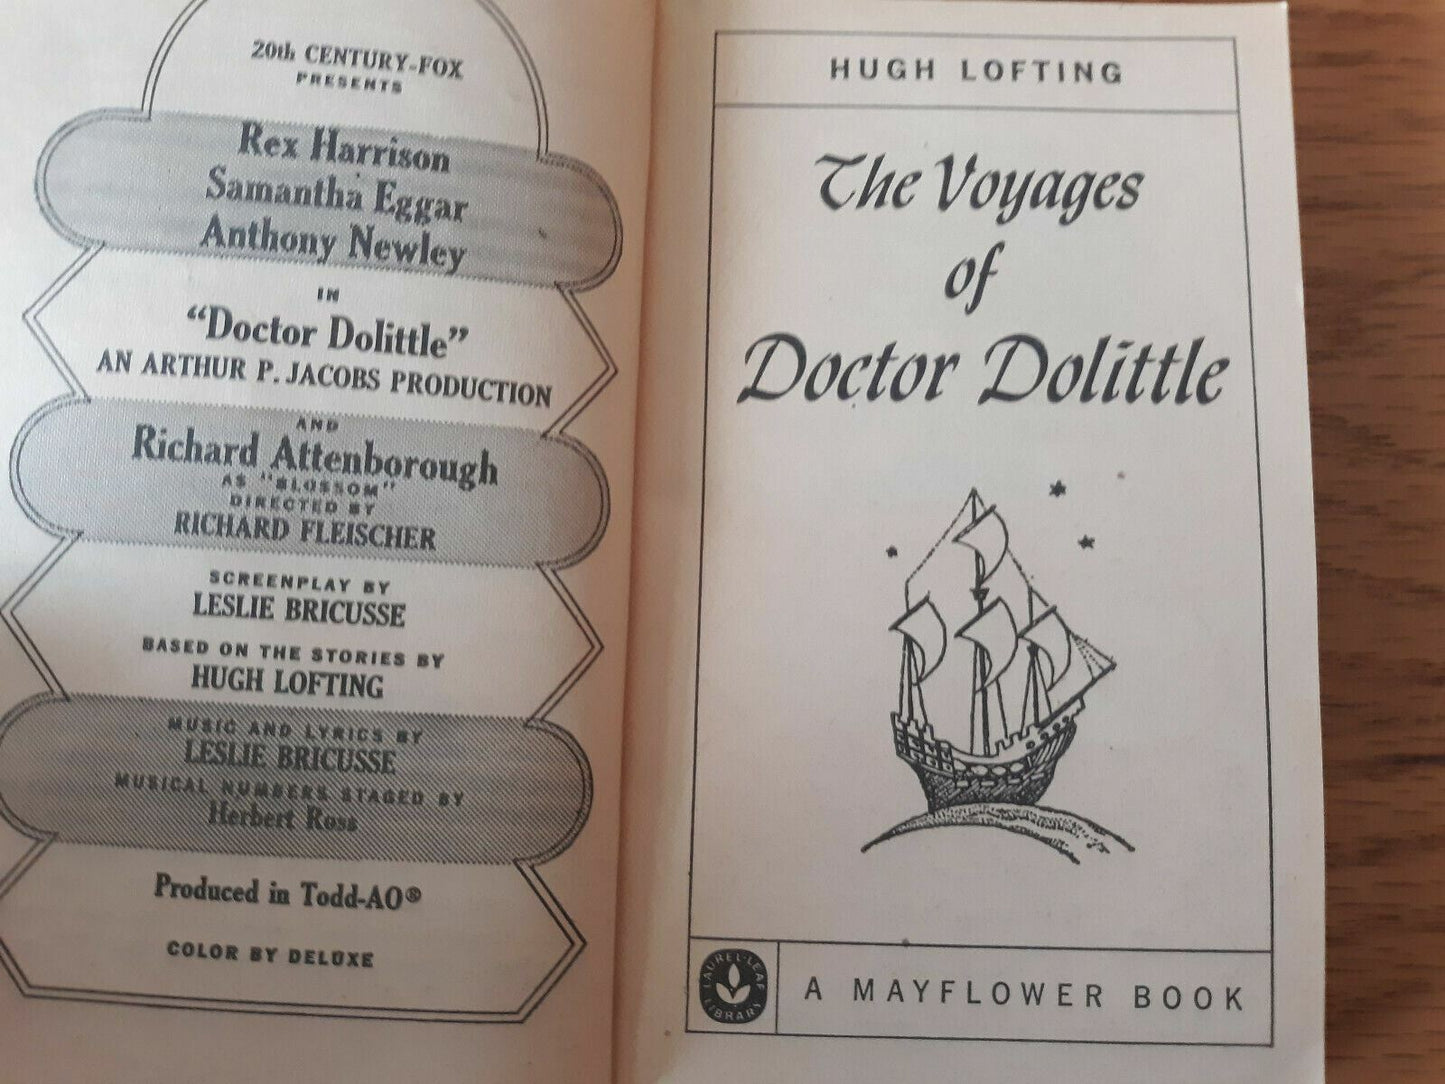 20th CENTURY-FOX
PRESENTS
Rex Harrison
Samantha Eggar
Anthony Newley
IN
“Doctor Dolittle”
AN ARTHUR P. JACOBS PRODUCTION
AND
Richard Attenborough
AS "BLOSSOM"
DIRECTED BY
RICHARD FLEISCHER
SCREENPLAY BY
LESLIE BRICUSSE
BASED ON THE STORIES BY
HUGH LOFTING
MUSIC AND LYRICS BY
LESLIE BRICUSSE
MUSICAL NUMBERS STAGED BY
Herbert Ross
Produced in Todd-AO®
COLOR BY DELUXE
HUGH LOFTING
The Voyages
of
Doctor Dolittle
LAUREL-LEAF LIBRARY
A MAYFLOWER BOOK